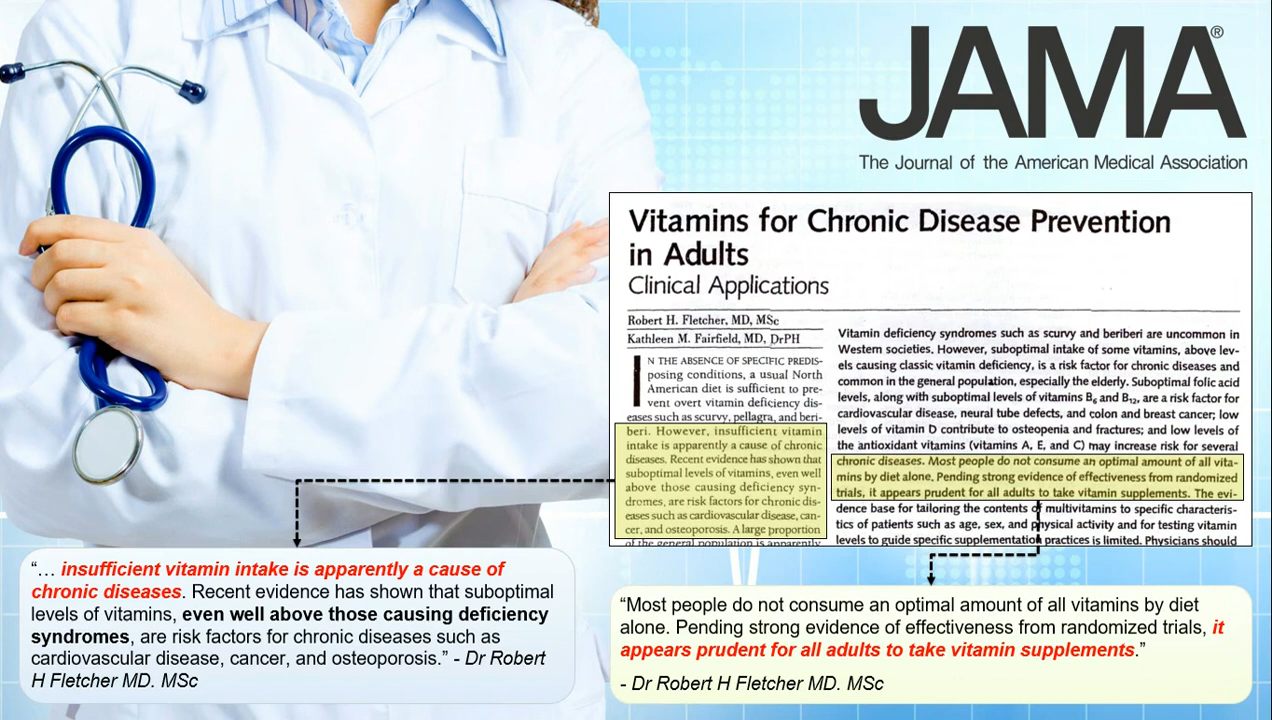 JAMA®
The Journal of the American Medical Association
Vitamins for Chronic Disease Prevention
in Adults
Clinical Applications
Robert H. Fletcher, MD, MSc
Kathleen M. Fairfield, MD, DrPH
IN THE ABSENCE OF SPECIFIC PREDIS-
posing conditions, a usual North
American diet is sufficient to pre-
vent overt vitamin deficiency dis-
eases such as scurvy, pellagra, and beri-
beri. However, insufficient vitamin
intake is apparently a cause of chronic
diseases. Recent evidence has shown that
suboptimal levels of vitamins, even well
above those causing deficiency syn-
dromes, are risk factors for chronic dis-
eases such as cardiovascular disease, can-
cer, and osteoporosis. A large proportion
of the general population is apparently
Vitamin deficiency syndromes such as scurvy and beriberi are uncommon in
Western societies. However, suboptimal intake of some vitamins, above lev-
els causing classic vitamin deficiency, is a risk factor for chronic diseases and
common in the general population, especially the elderly. Suboptimal folic acid
levels, along with suboptimal levels of vitamins B6 and B12, are a risk factor for
cardiovascular disease, neural tube defects, and colon and breast cancer; low
levels of vitamin D contribute to osteopenia and fractures; and low levels of
the antioxidant vitamins (vitamins A, E, and C) may increase risk for several
chronic diseases. Most people do not consume an optimal amount of all vita-
mins by diet alone. Pending strong evidence of effectiveness from randomized
trials, it appears prudent for all adults to take vitamin supplements. The evi-
dence base for tailoring the contents of multivitamins to specific characteris-
tics of patients such as age, sex, and physical activity and for testing vitamin
levels to guide specific supplementation practices is limited. Physicians should
“... insufficient vitamin intake is apparently a cause of
chronic diseases. Recent evidence has shown that suboptimal
levels of vitamins, even well above those causing deficiency
syndromes, are risk factors for chronic diseases such as
cardiovascular disease, cancer, and osteoporosis.” - Dr Robert
H Fletcher MD. MSc
“Most people do not consume an optimal amount of all vitamins by diet
alone. Pending strong evidence of effectiveness from randomized trials, it
appears prudent for all adults to take vitamin supplements.”
- Dr Robert H Fletcher MD. MSc